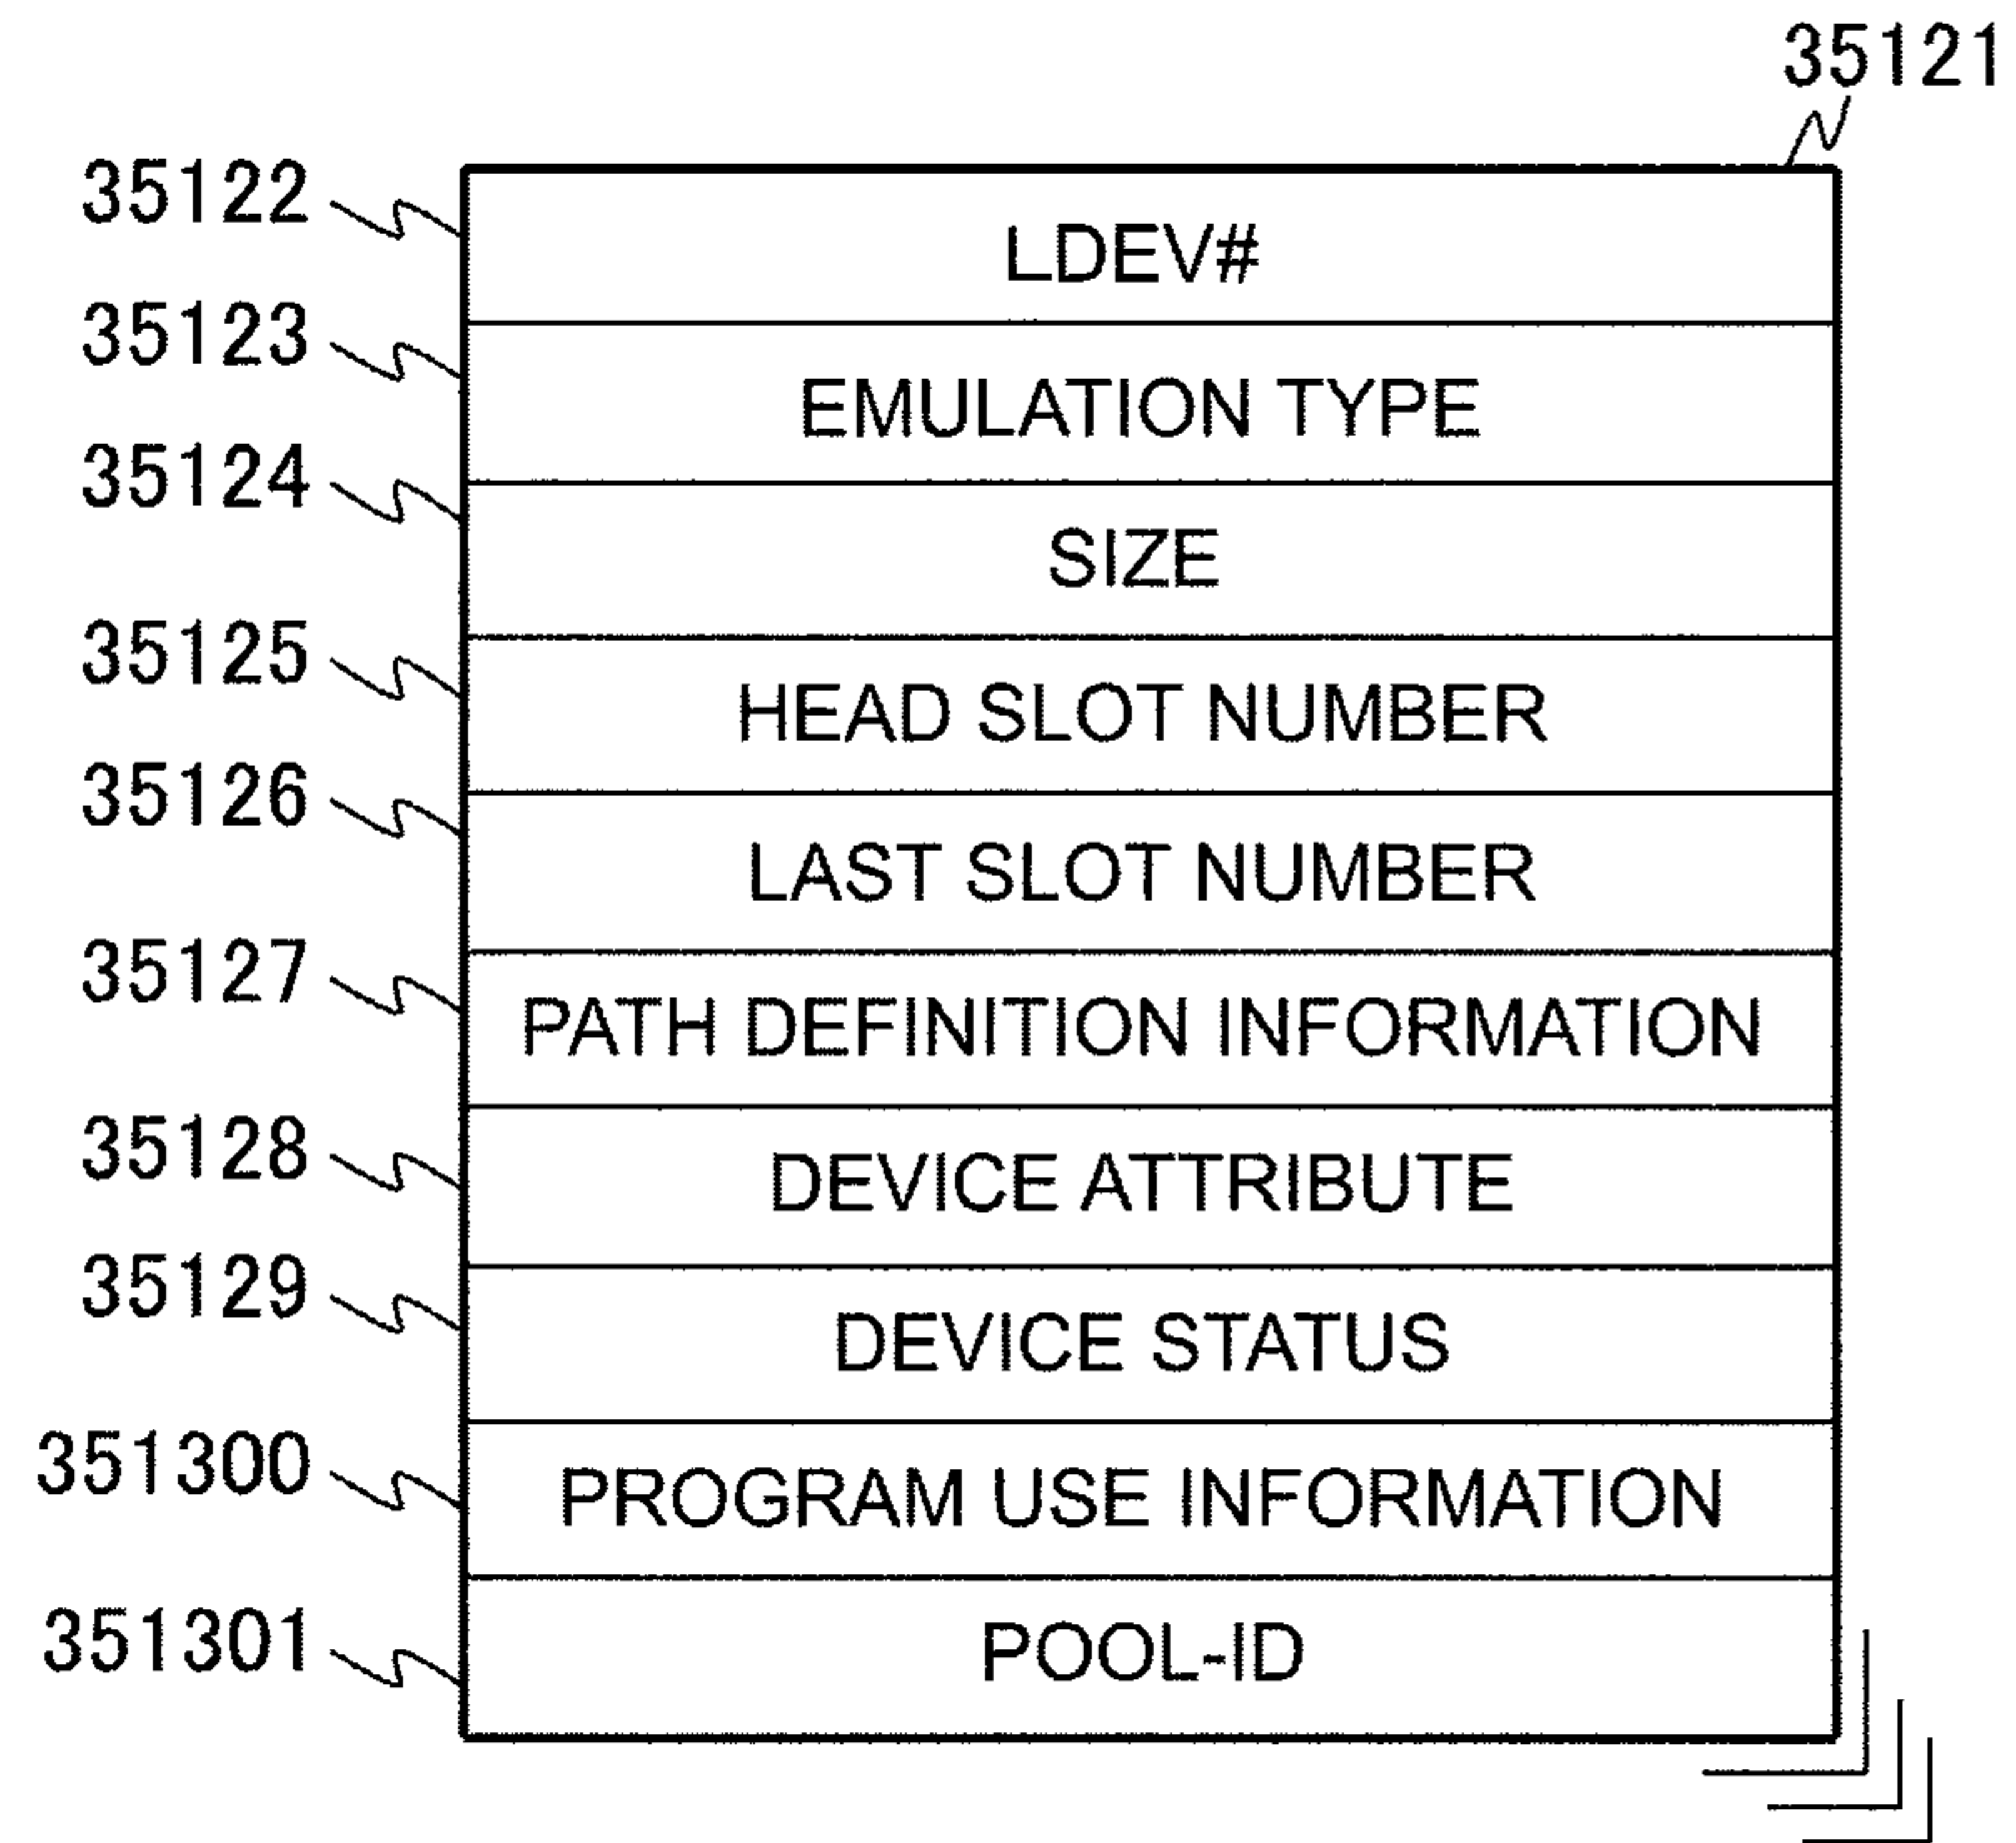 35121
35122 LDEV#
35123 EMULATION TYPE
35124 SIZE
35125 HEAD SLOT NUMBER
35126 LAST SLOT NUMBER
35127 PATH DEFINITION INFORMATION
35128 DEVICE ATTRIBUTE
35129 DEVICE STATUS
351300 PROGRAM USE INFORMATION
351301 POOL-ID